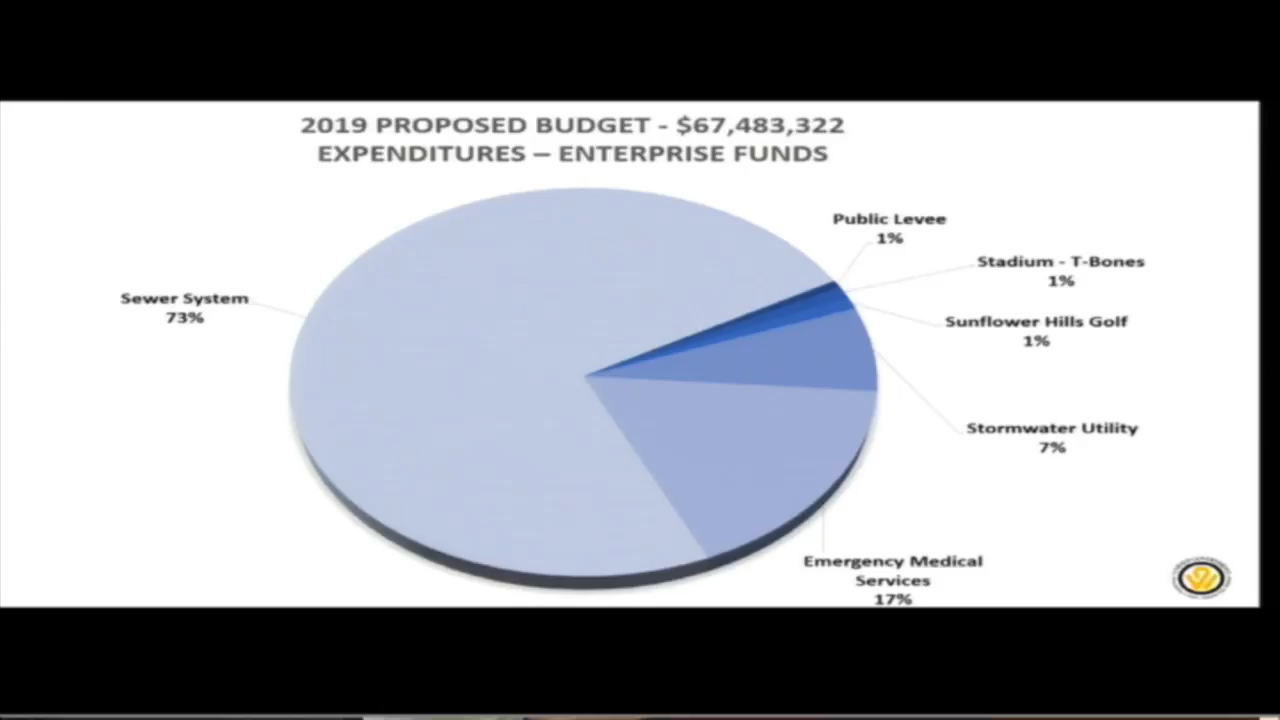 2019 PROPOSED BUDGET - $67,483,322
EXPENDITURES – ENTERPRISE FUNDS
Public Levee
1%
Stadium - T-Bones
1%
Sewer System
73%
Sunflower Hills Golf
1%
Stormwater Utility
7%
Emergency Medical
Services
17%